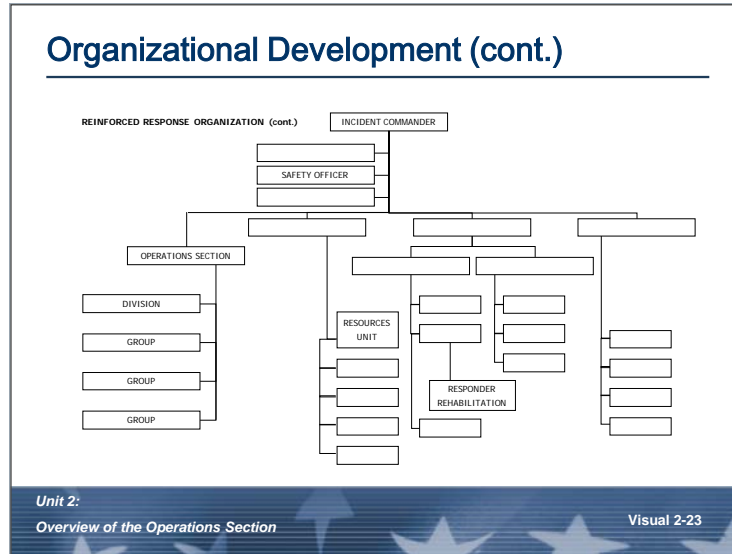 Organizational Development (cont.)
REINFORCED RESPONSE ORGANIZATION (cont.)
INCIDENT COMMANDER
SAFETY OFFICER
OPERATIONS SECTION
DIVISION
GROUP
GROUP
GROUP
RESOURCES
UNIT
RESPONDER
REHABILITATION
Unit 2:
Overview of the Operations Section
Visual 2-23